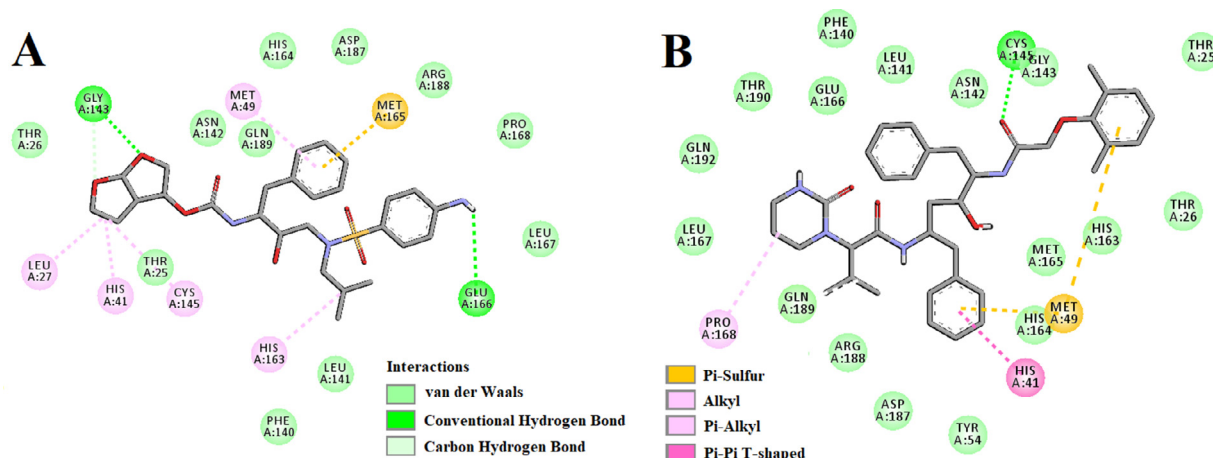 A
HIS
A:164
ASP
A:187
ARG
A:188
MET
A:49
MET
A:165
GLY
A:143
ASN
A:142
GLN
A:189
PRO
A:168
THR
A:26
LEU
A:167
LEU
A:27
THR
A:25
HIS
A:41
CYS
A:145
GLU
A:166
HIS
A:163
LEU
A:141
PHE
A:140
Interactions
van der Waals
Conventional Hydrogen Bond
Carbon Hydrogen Bond
B
PHE
A:140
CYS
A:145
GLY
A:143
THR
A:25
LEU
A:141
THR
A:190
GLU
A:166
ASN
A:142
GLN
A:192
THR
A:26
LEU
A:167
HIS
A:163
MET
A:165
GLN
A:189
PRO
A:168
HIS
A:164
MET
A:49
ARG
A:188
HIS
A:41
ASP
A:187
TYR
A:54
Pi-Sulfur
Alkyl
Pi-Alkyl
Pi-Pi T-shaped